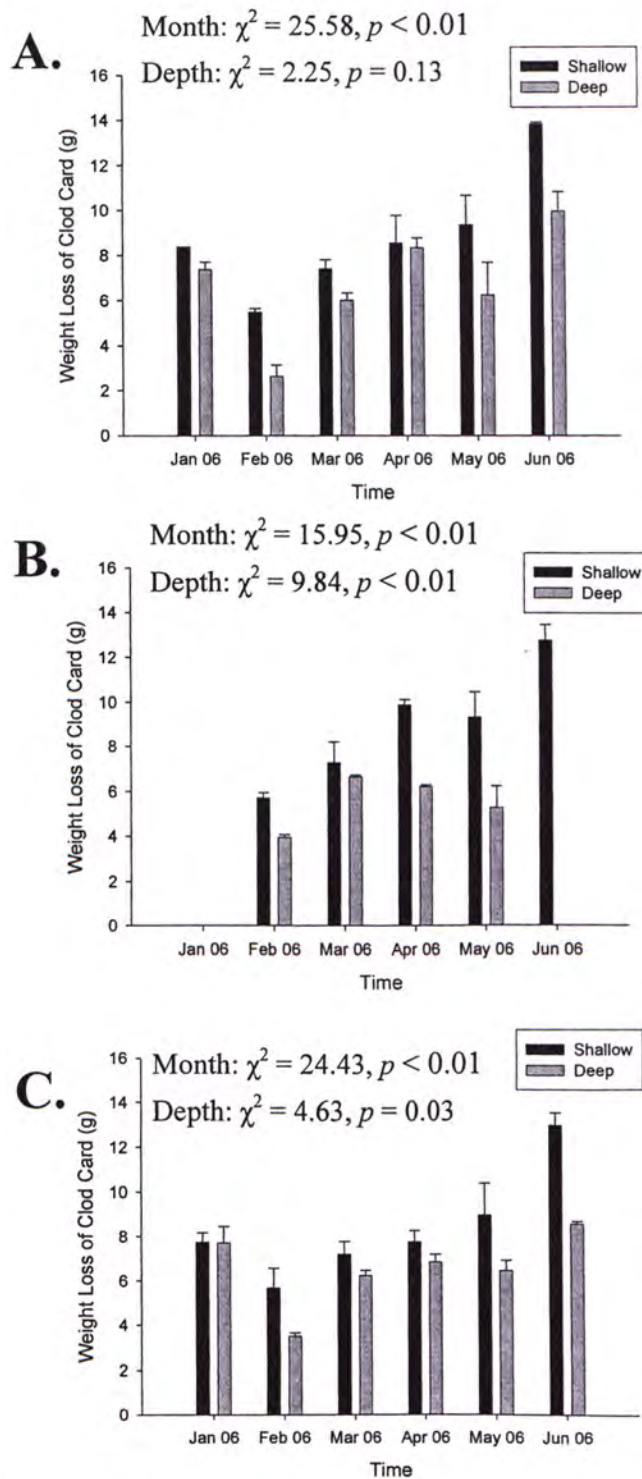 A.
Month: χ² = 25.58, p < 0.01
Depth: χ² = 2.25, p = 0.13
Shallow
Deep
Weight Loss of Clod Card (g)
16
14
12
10
8
6
4
2
0
Jan 06 Feb 06 Mar 06 Apr 06 May 06 Jun 06
Time
B.
Month: χ² = 15.95, p < 0.01
Depth: χ² = 9.84, p < 0.01
Shallow
Deep
Weight Loss of Clod Card (g)
16
14
12
10
8
6
4
2
0
Jan 06 Feb 06 Mar 06 Apr 06 May 06 Jun 06
Time
C.
Month: χ² = 24.43, p < 0.01
Depth: χ² = 4.63, p = 0.03
Shallow
Deep
Weight Loss of Clod Card (g)
16
14
12
10
8
6
4
2
0
Jan 06 Feb 06 Mar 06 Apr 06 May 06 Jun 06
Time